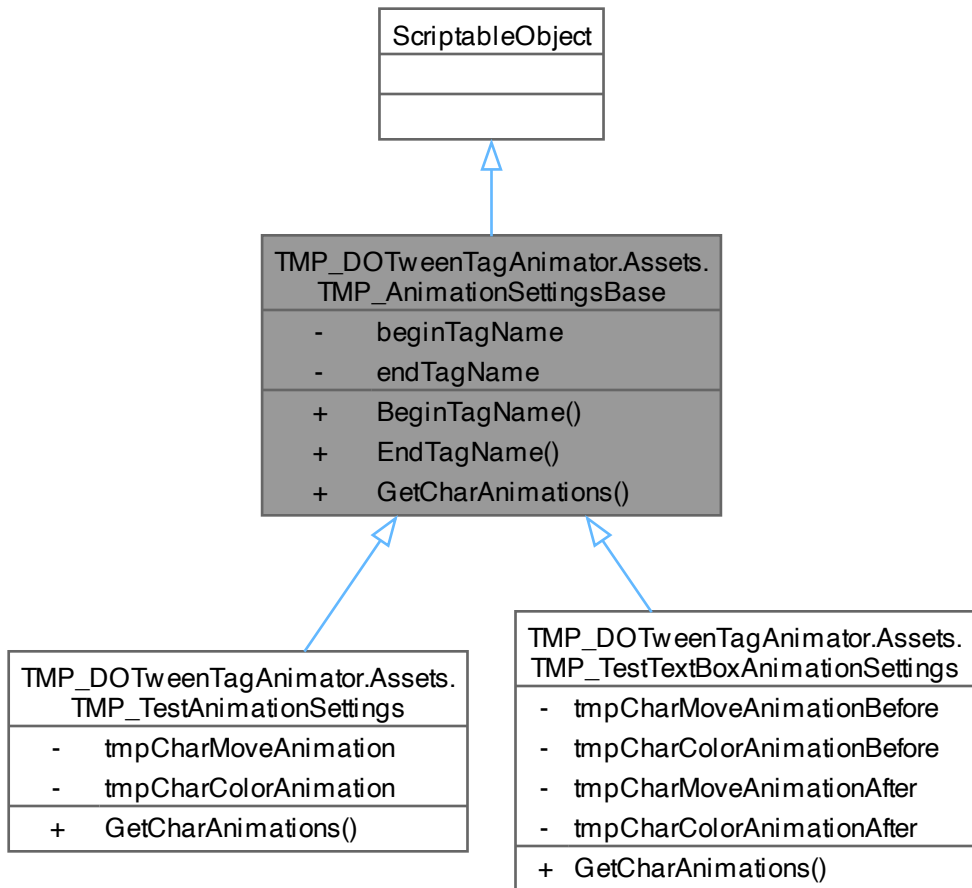 ScriptableObject
TMP_DOTweenTagAnimator.Assets.
TMP_AnimationSettingsBase
- beginTagName
- endTagName
+ BeginTagName()
+ EndTagName()
+ GetCharAnimations()
TMP_DOTweenTagAnimator.Assets.
TMP_TestAnimationSettings
- tmpCharMoveAnimation
- tmpCharColorAnimation
+ GetCharAnimations()
TMP_DOTweenTagAnimator.Assets.
TMP_TestTextBoxAnimationSettings
- tmpCharMoveAnimationBefore
- tmpCharColorAnimationBefore
- tmpCharMoveAnimationAfter
- tmpCharColorAnimationAfter
+ GetCharAnimations()